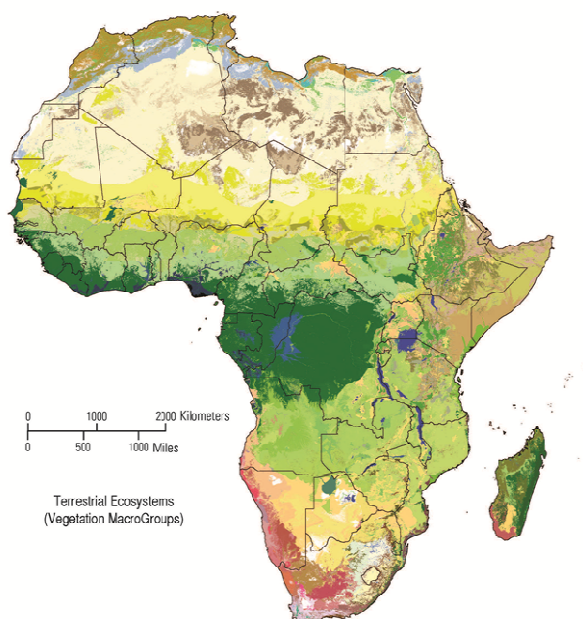 0 1000 2000 Kilometers
0 500 1000 Miles
Terrestrial Ecosystems
(Vegetation MacroGroups)